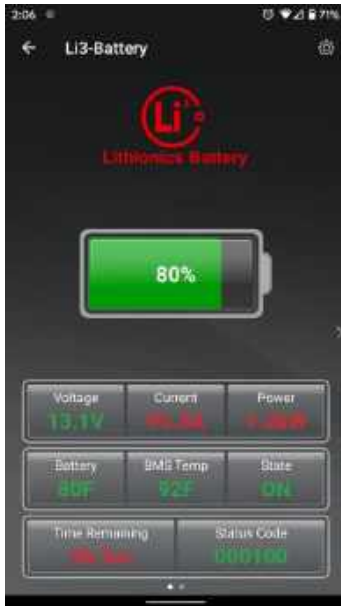 2:06
71%
Li3-Battery
Li3
Lithionics Battery
80%
Voltage Current Power
13.1V
Battery BMS Temp State
80F 92F ON
Time Remaining Status Code
000100